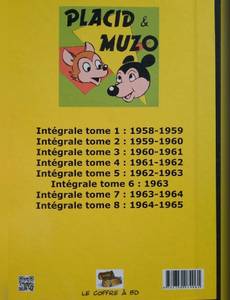 PLACID &
MUZO
Intégrale tome 1 : 1958-1959
Intégrale tome 2 : 1959-1960
Intégrale tome 3 : 1960-1961
Intégrale tome 4 : 1961-1962
Intégrale tome 5 : 1962-1963
Intégrale tome 6 : 1963
Intégrale tome 7 : 1963-1964
Intégrale tome 8 : 1964-1965
LE COFFRE À BD